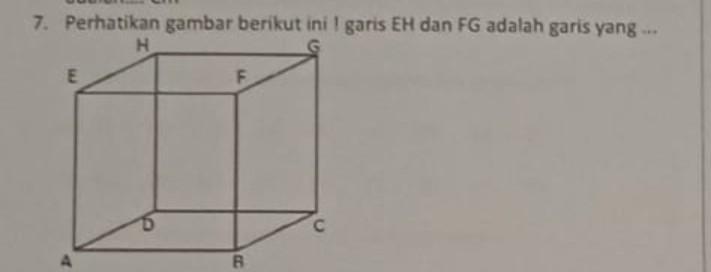 7. Perhatikan gambar berikut ini ! garis EH dan FG adalah garis yang ...
H
G
E
F
D
C
A
B